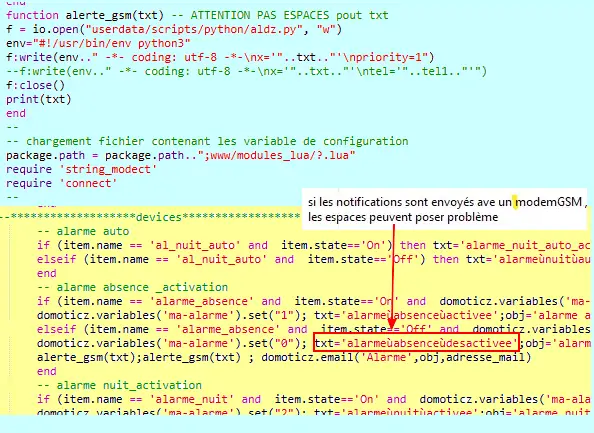 end
function alerte_gsm(txt) -- ATTENTION PAS ESPACES pout txt
f = io.open("userdata/scripts/python/aldz.py", "w")
env="#!/usr/bin/env python3"
f:write(env.." -*- coding: utf-8 -*-\nx='"..txt.."'\npriority=1")
--f:write(env.." -*- coding: utf-8 -*-\nx='"..txt.."'\ntel='"..tel1.."'")
f:close()
print(txt)
end
--
-- chargement fichier contenant les variable de configuration
package.path = package.path..";www/modules_lua/?.lua"
require 'string_modect'
require 'connect'
--
si les notifications sont envoyés ave un modemGSM ,
les espaces peuvent poser problème
end
--********************devices********************
-- alarme auto
if (item.name == 'al_nuit_auto' and item.state=='On') then txt='alarme_nuit_auto_ac
elseif (item.name == 'al_nuit_auto' and item.state=='Off') then txt='alarmeùnuitùau
end
-- alarme absence _activation
if (item.name == 'alarme_absence' and item.state=='On' and domoticz.variables('ma-
domoticz.variables('ma-alarme').set("1"); txt='alarmeùabsenceùactivee';obj='alarme a
elseif (item.name == 'alarme_absence' and item.state=='Off' and domoticz.variables
domoticz.variables('ma-alarme').set("0"); txt='alarmeùabsenceùdesactivee';obj='alarm
alerte_gsm(txt);alerte_gsm(txt) ; domoticz.email('Alarme',obj,adresse_mail)
end
-- alarme nuit_activation
if (item.name == 'alarme_nuit' and item.state=='On' and domoticz.variables('ma-ala
domoticz.variables('ma-alarme').set("2"); txt='alarmeùnuitùactivee';obj='alarme nuit